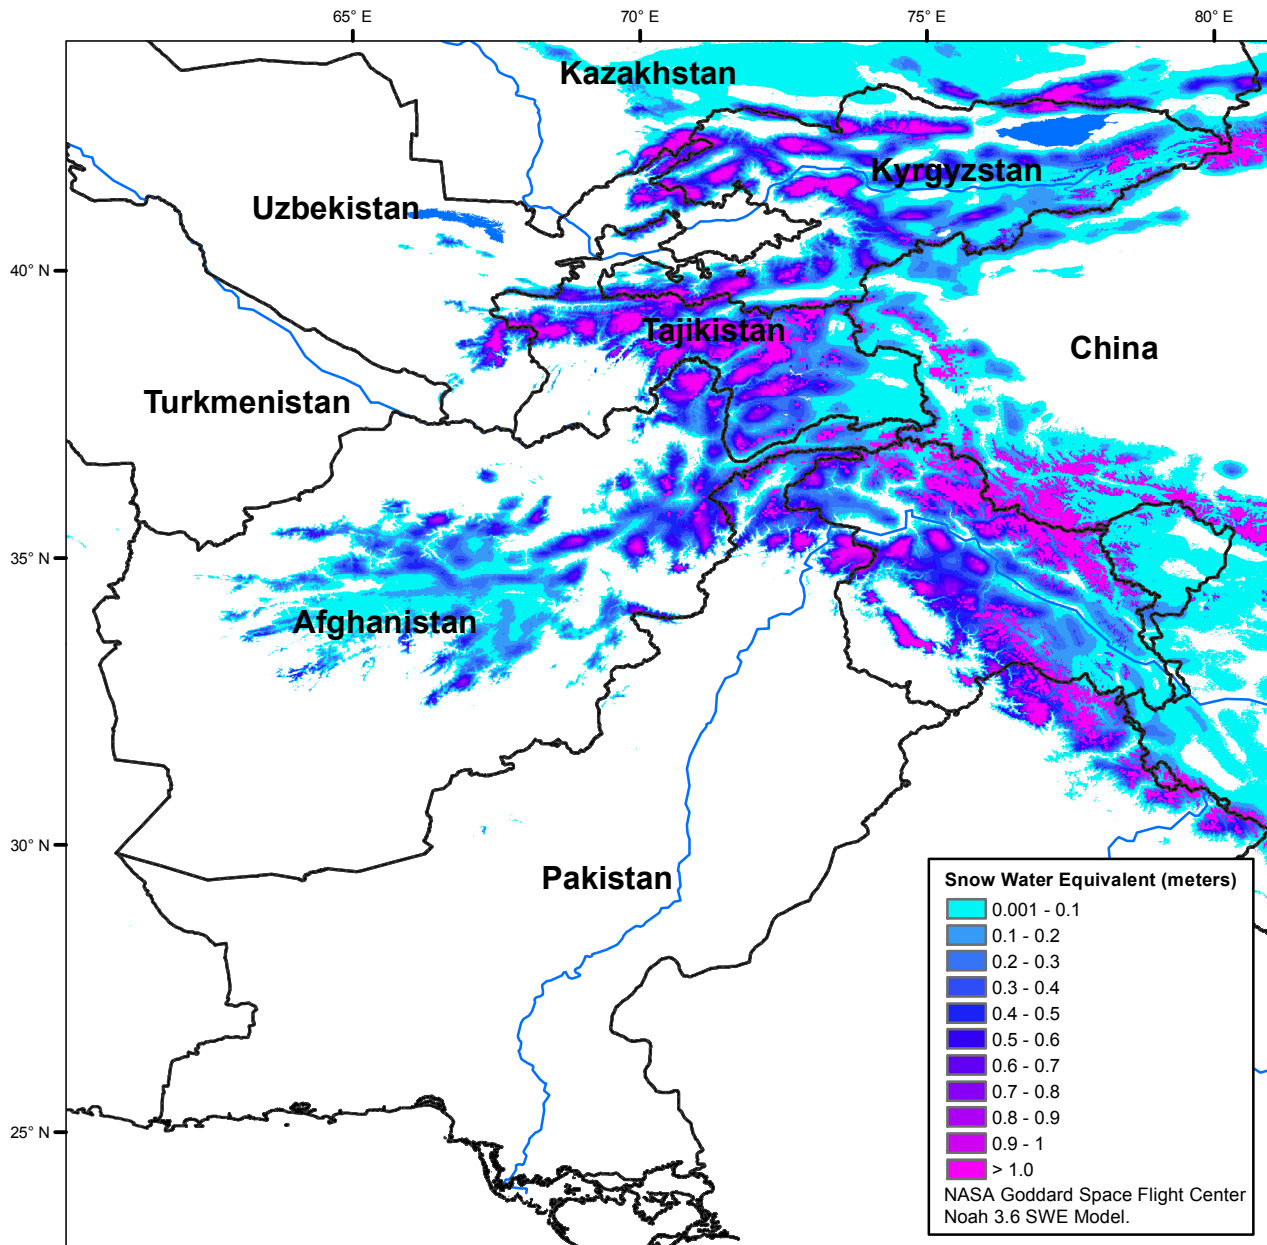 65° E
70° E
75° E
80° E
Kazakhstan
Kyrgyzstan
Uzbekistan
40° N
Tajikistan
China
Turkmenistan
35° N
Afghanistan
30° N
Pakistan
25° N
Snow Water Equivalent (meters)
0.001 - 0.1
0.1 - 0.2
0.2 - 0.3
0.3 - 0.4
0.4 - 0.5
0.5 - 0.6
0.6 - 0.7
0.7 - 0.8
0.8 - 0.9
0.9 - 1
> 1.0
NASA Goddard Space Flight Center
Noah 3.6 SWE Model.